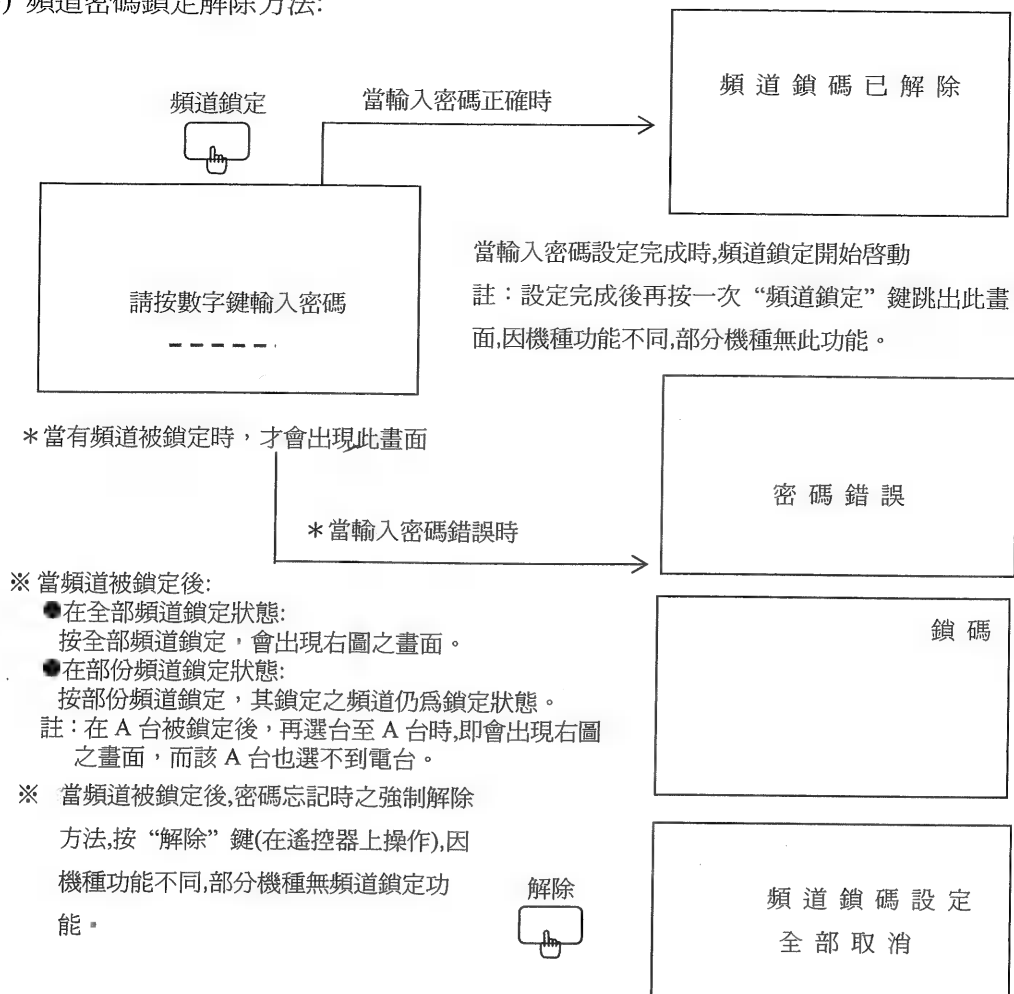 ) 頻道密碼鎖定解除方法:
頻道鎖定
當輸入密碼正確時
頻 道 鎖 碼 已 解 除
請按數字鍵輸入密碼
當輸入密碼設定完成時,頻道鎖定開始啓動
註：設定完成後再按一次 “頻道鎖定” 鍵跳出此畫
面,因機種功能不同,部分機種無此功能。
＊當有頻道被鎖定時，才會出現此畫面
密 碼 錯 誤
＊當輸入密碼錯誤時
※ 當頻道被鎖定後:
●在全部頻道鎖定狀態:
按全部頻道鎖定，會出現右圖之畫面。
●在部份頻道鎖定狀態:
按部份頻道鎖定，其鎖定之頻道仍爲鎖定狀態。
註：在 A 台被鎖定後，再選台至 A 台時,即會出現右圖
之畫面，而該 A 台也選不到電台。
鎖 碼
※ 當頻道被鎖定後,密碼忘記時之強制解除
方法,按 “解除” 鍵(在遙控器上操作),因
機種功能不同,部分機種無頻道鎖定功
能。
解除
頻 道 鎖 碼 設 定
全 部 取 消